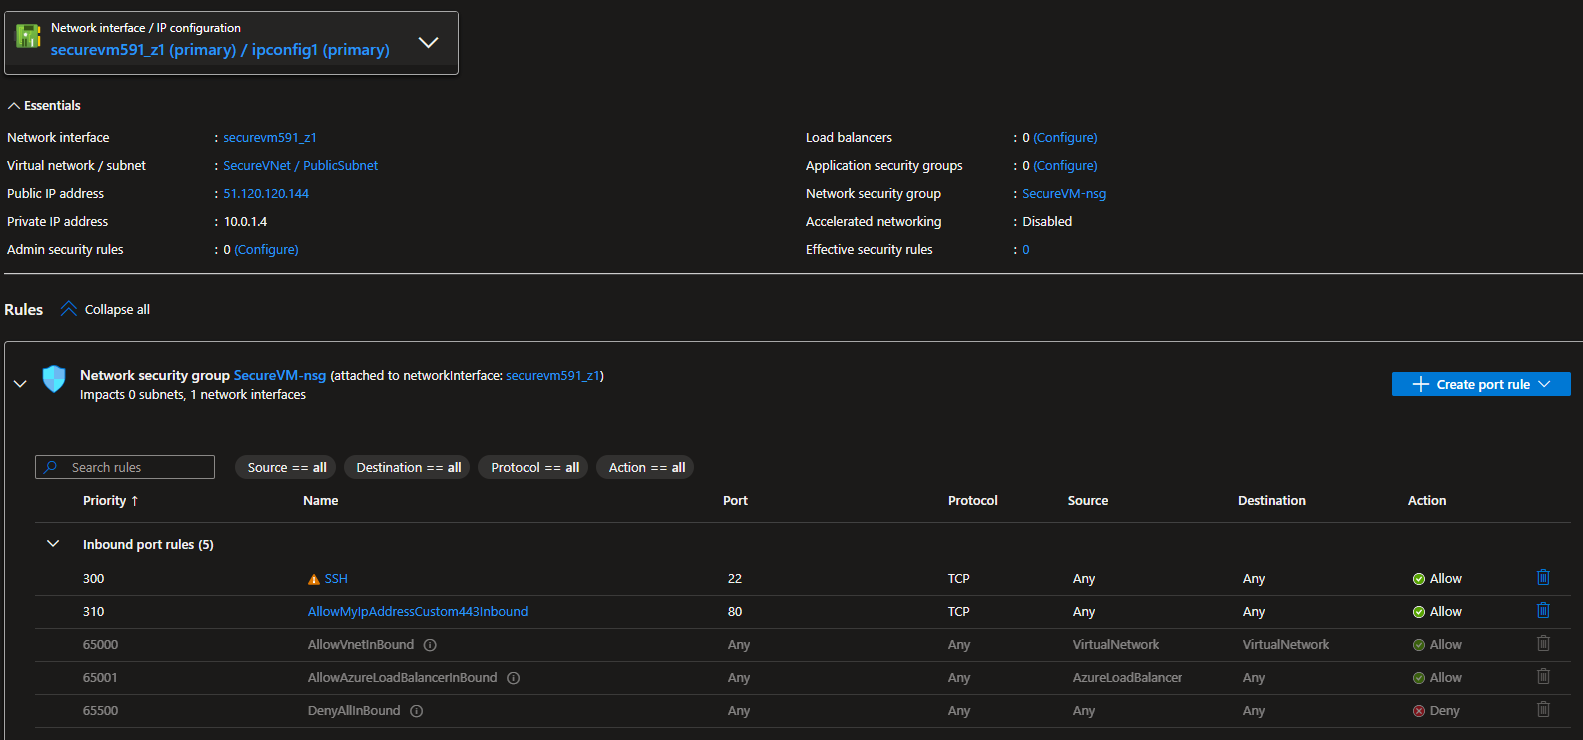 Network interface / IP configuration
securevm591_z1 (primary) / ipconfig1 (primary)
Essentials
Network interface : securevm591_z1 Load balancers : 0 (Configure)
Virtual network / subnet : SecureVNet / PublicSubnet Application security groups : 0 (Configure)
Public IP address : 51.120.120.144 Network security group : SecureVM-nsg
Private IP address : 10.0.1.4 Accelerated networking : Disabled
Admin security rules : 0 (Configure) Effective security rules : 0
Rules Collapse all
Network security group SecureVM-nsg (attached to networkInterface: securevm591_z1)
Impacts 0 subnets, 1 network interfaces
Create port rule
Search rules Source == all Destination == all Protocol == all Action == all
Priority ↑ Name Port Protocol Source Destination Action
Inbound port rules (5)
300 SSH 22 TCP Any Any Allow
310 AllowMyIpAddressCustom443Inbound 80 TCP Any Any Allow
65000 AllowVnetInBound Any Any VirtualNetwork VirtualNetwork Allow
65001 AllowAzureLoadBalancerInBound Any Any AzureLoadBalancer Any Allow
65500 DenyAllInBound Any Any Any Any Deny